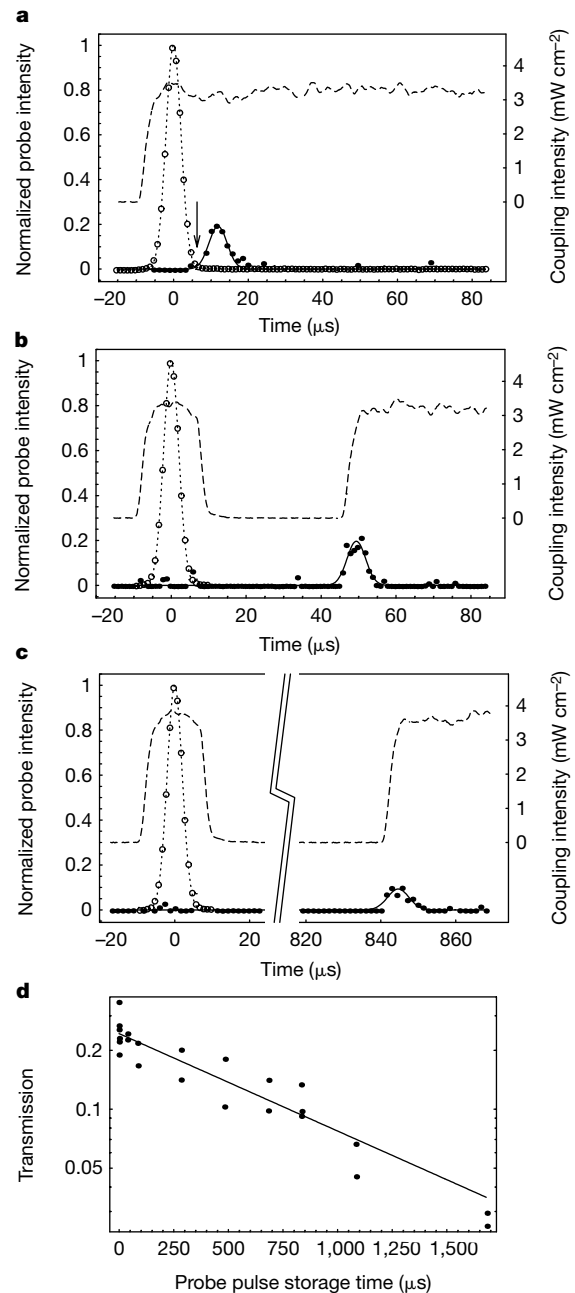 a
Normalized probe intensity
1
0.8
0.6
0.4
0.2
0
Coupling intensity (mW cm–2)
4
3
2
1
0
–20 0 20 40 60 80
Time (μs)
b
Normalized probe intensity
1
0.8
0.6
0.4
0.2
0
Coupling intensity (mW cm–2)
4
3
2
1
0
–20 0 20 40 60 80
Time (μs)
c
Normalized probe intensity
1
0.8
0.6
0.4
0.2
0
Coupling intensity (mW cm–2)
4
3
2
1
0
–20 0 20 820 840 860
Time (μs)
d
Transmission
0.2
0.1
0.05
0 250 500 750 1,000 1,250 1,500
Probe pulse storage time (μs)